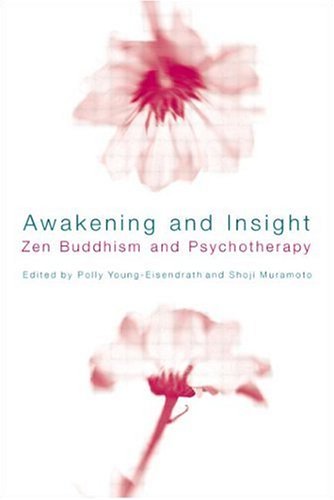 Awakening and Insight
Zen Buddhism and Psychotherapy
Edited by Polly Young-Eisendrath and Shoji Muramoto